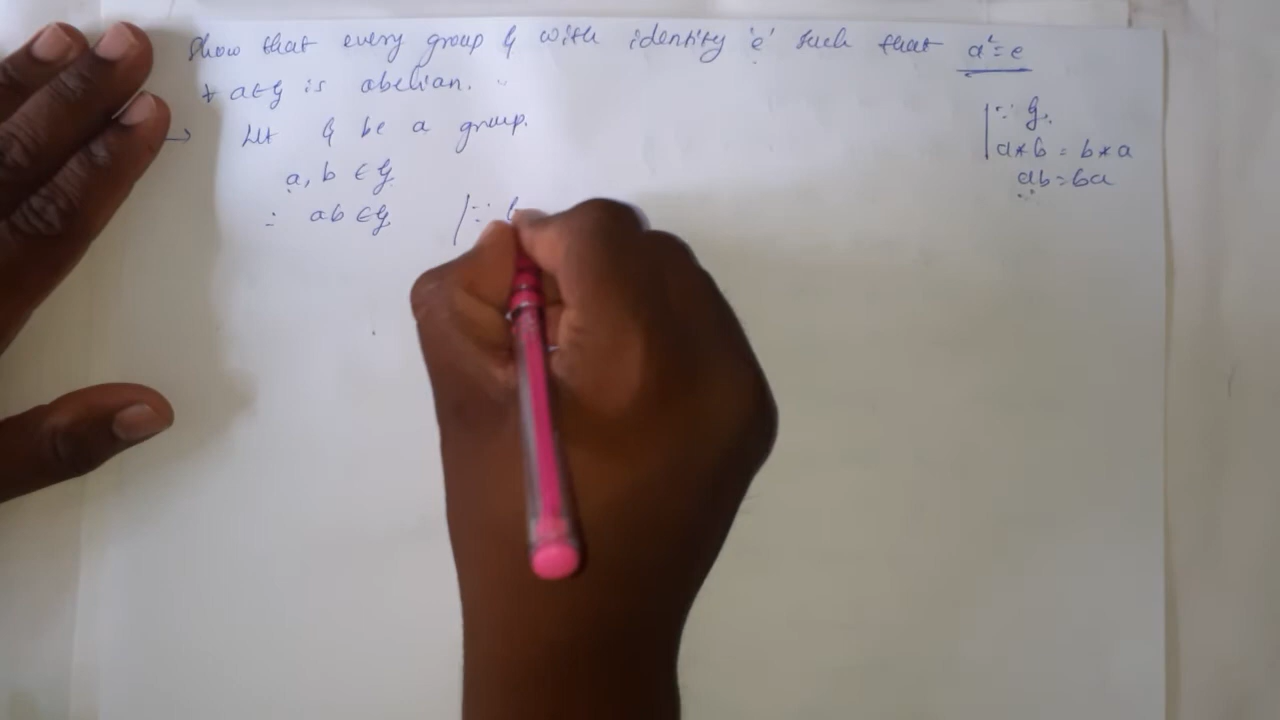 Show that every group G with identity 'e' such that a²=e
∀ a∈G is abelian.
→ Let G be a group.
a, b ∈ G
∴ ab ∈ G | ∵
| ∵ G.
a*b = b*a
ab=ba
∴